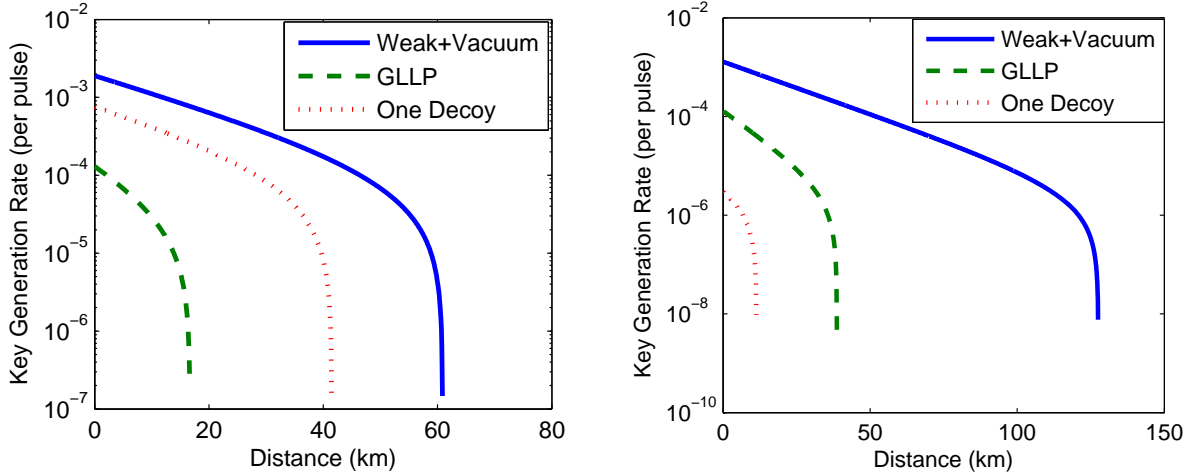 10^-2
10^-3
10^-4
10^-5
10^-6
10^-7
Key Generation Rate (per pulse)
Weak+Vacuum
GLLP
One Decoy
0 20 40 60 80
Distance (km)
10^-2
10^-4
10^-6
10^-8
10^-10
Key Generation Rate (per pulse)
Weak+Vacuum
GLLP
One Decoy
0 50 100 150
Distance (km)